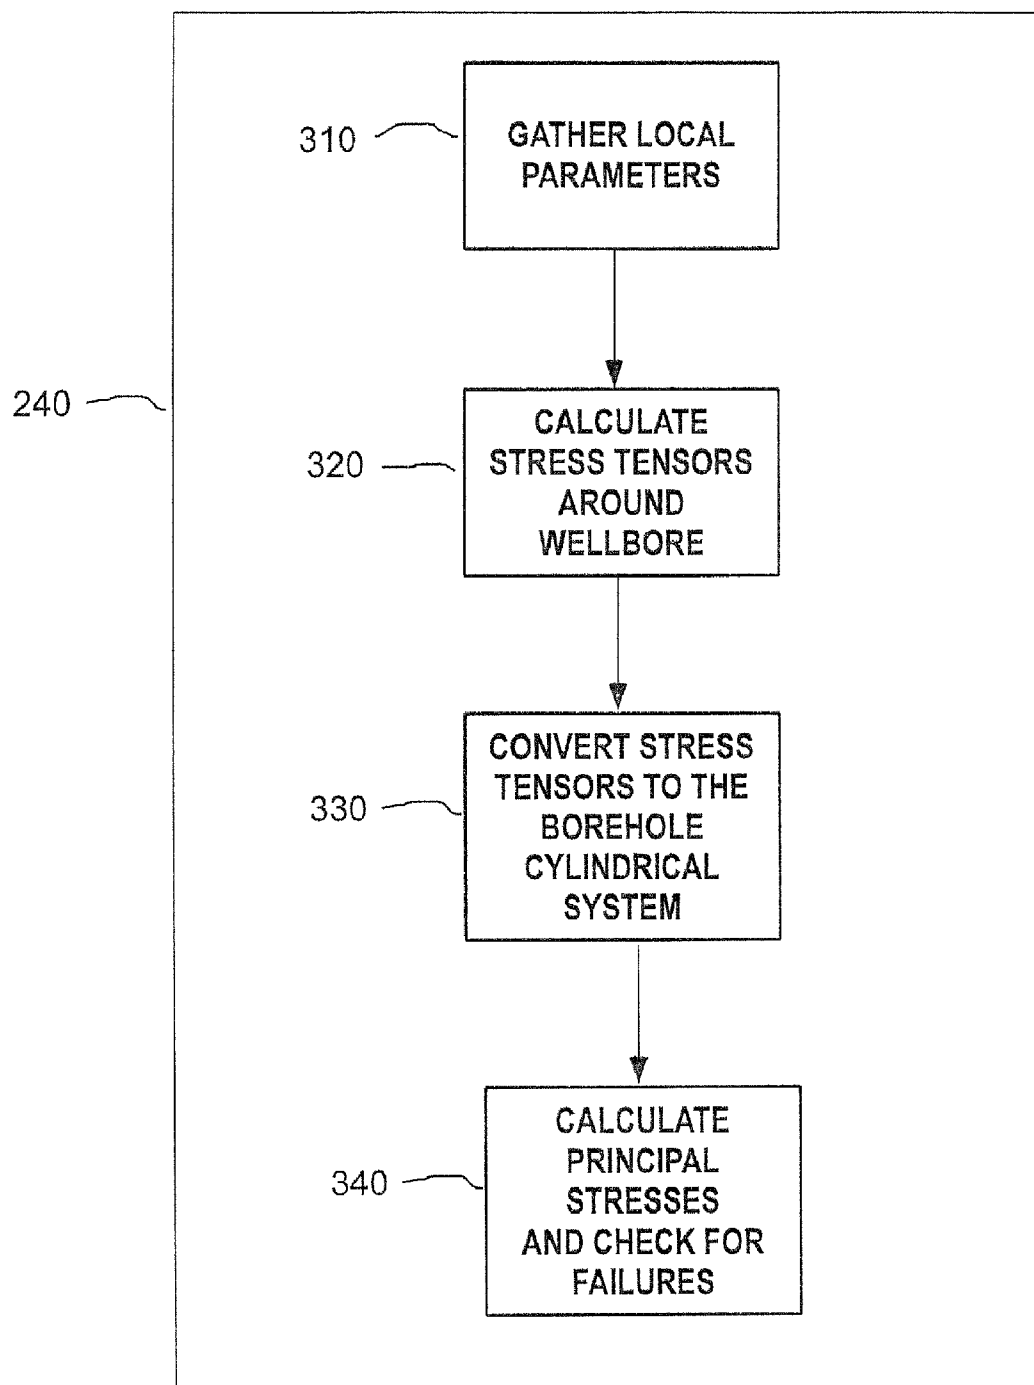 310
GATHER LOCAL
PARAMETERS
240
320
CALCULATE
STRESS TENSORS
AROUND
WELLBORE
330
CONVERT STRESS
TENSORS TO THE
BOREHOLE
CYLINDRICAL
SYSTEM
340
CALCULATE
PRINCIPAL
STRESSES
AND CHECK FOR
FAILURES